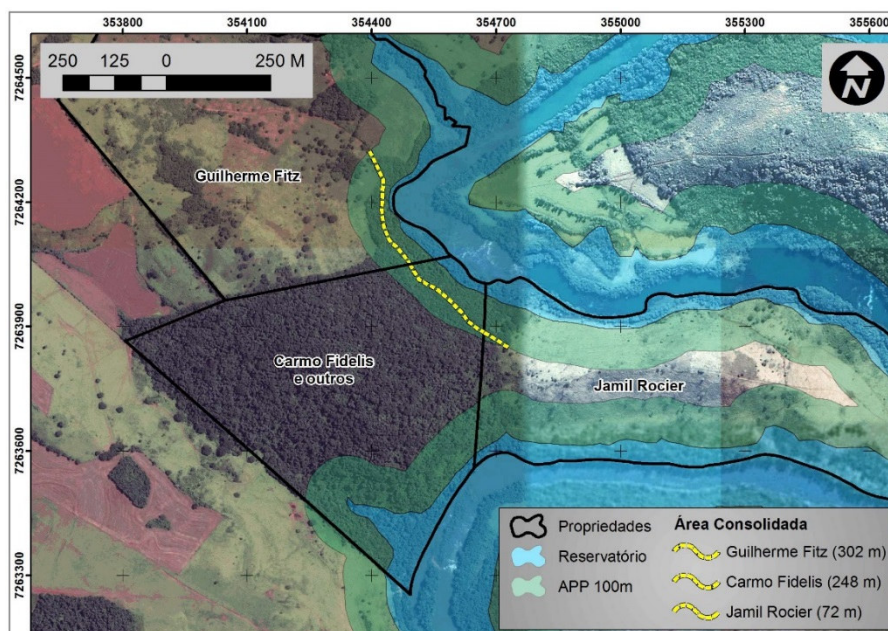 353800 354100 354400 354700 355000 355300 355600
7264500
7264200
7263900
7263600
7263300
250 125 0 250 M
N
Guilherme Fitz
Carmo Fidelis
e outros
Jamil Rocier
Propriedades
Reservatório
APP 100m
Área Consolidada
Guilherme Fitz (302 m)
Carmo Fidelis (248 m)
Jamil Rocier (72 m)